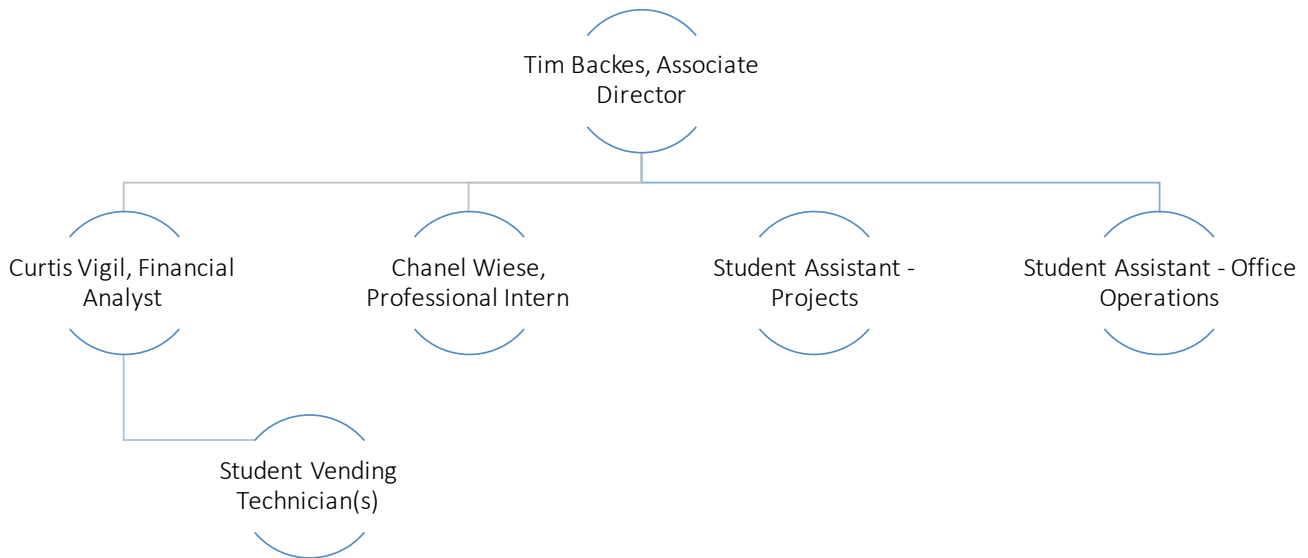 Tim Backes, Associate
Director
Curtis Vigil, Financial
Analyst
Chanel Wiese,
Professional Intern
Student Assistant -
Projects
Student Assistant - Office
Operations
Student Vending
Technician(s)